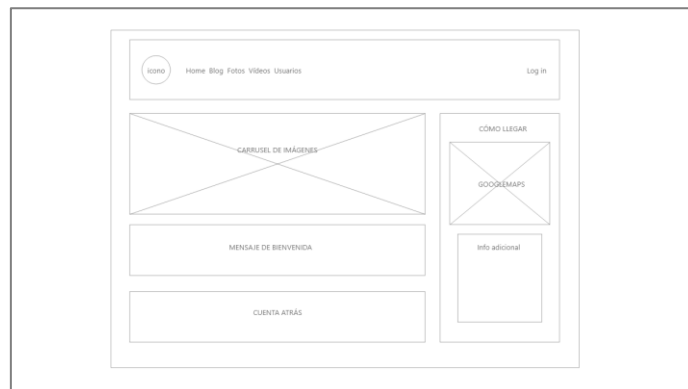 icono
Home Blog Fotos Vídeos Usuarios
Log in
CARRUSEL DE IMÁGENES
MENSAJE DE BIENVENIDA
CUENTA ATRÁS
CÓMO LLEGAR
GOOGLEMAPS
Info adicional